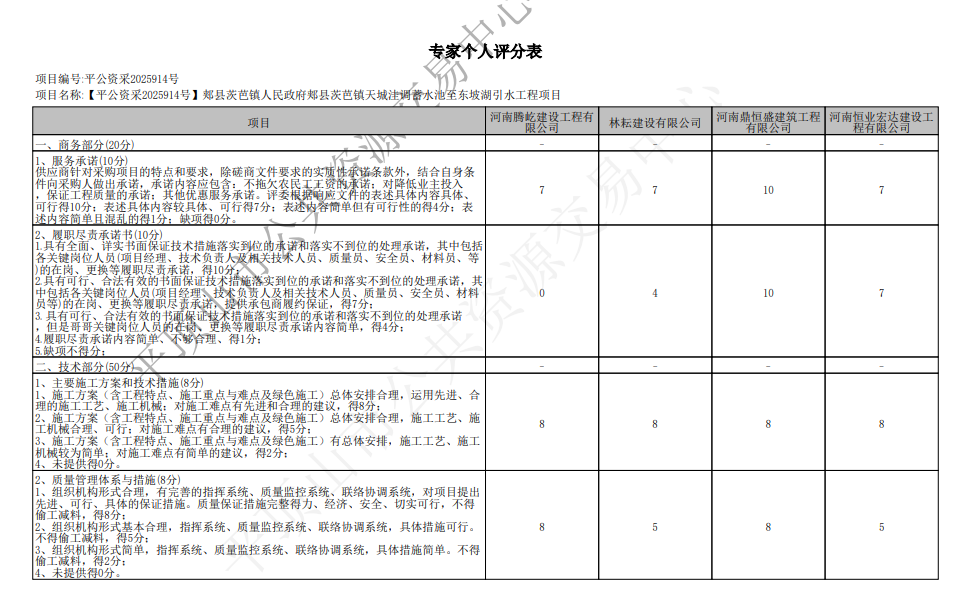 专家个人评分表
项目编号:平公资采2025914号
项目名称:【平公资采2025914号】郏县茨芭镇人民政府郏县茨芭镇天城洼调蓄水池至东坡湖引水工程项目
项目 河南腾屹建设工程有限公司 林耘建设有限公司 河南鼎恒盛建筑工程有限公司 河南恒业宏达建设工程有限公司
一、商务部分(20分) - - - -
1、服务承诺(10分)
供应商针对采购项目的特点和要求，除磋商文件要求的实质性承诺条款外，结合自身条
件向采购人做出承诺，承诺内容应包含：不拖欠农民工工资的承诺；对降低业主投入
，保证工程质量的承诺；其他优惠服务承诺。评委根据响应文件的表述具体内容具体、
可行得10分；表述具体内容较具体、可行得7分；表述内容简单但有可行性的得4分；表
述内容简单且混乱的得1分；缺项得0分。
7 7 10 7
2、履职尽责承诺书(10分)
1.具有全面、详实书面保证技术措施落实到位的承诺和落实不到位的处理承诺，其中包括
各关键岗位人员(项目经理、技术负责人及相关技术人员、质量员、安全员、材料员、等
)的在岗、更换等履职尽责承诺，得10分；
2.具有可行、合法有效的书面保证技术措施落实到位的承诺和落实不到位的处理承诺，其
中包括各关键岗位人员(项目经理、技术负责人及相关技术人员、质量员、安全员、材料
员等)的在岗、更换等履职尽责承诺、提供承包商履约保证，得7分；
3.具有可行、合法有效的书面保证技术措施落实到位的承诺和落实不到位的处理承诺
，但是哥哥关键岗位人员的在岗、更换等履职尽责承诺内容简单，得4分；
4.履职尽责承诺内容简单、不够合理、得1分；
5.缺项不得分；
0 4 10 7
二、技术部分(50分) - - - -
1、主要施工方案和技术措施(8分)
1、施工方案（含工程特点、施工重点与难点及绿色施工）总体安排合理，运用先进、合
理的施工工艺、施工机械；对施工难点有先进和合理的建议，得8分；
2、施工方案（含工程特点、施工重点与难点及绿色施工）总体安排合理，施工工艺、施
工机械合理、可行；对施工难点有合理的建议，得5分；
3、施工方案（含工程特点、施工重点与难点及绿色施工）有总体安排，施工工艺、施工
机械较为简单；对施工难点有简单的建议，得2分；
4、未提供得0分。
8 8 8 8
2、质量管理体系与措施(8分)
1、组织机构形式合理，有完善的指挥系统、质量监控系统、联络协调系统，对项目提出
先进、可行、具体的保证措施。质量保证措施完整得力、经济、安全、切实可行，不得
偷工减料，得8分；
2、组织机构形式基本合理，指挥系统、质量监控系统、联络协调系统，具体措施可行。
不得偷工减料，得5分；
3、组织机构形式简单，指挥系统、质量监控系统、联络协调系统，具体措施简单。不得
偷工减料，得2分；
4、未提供得0分。
8 5 8 5
平顶山市公共资源交易中心
平顶山市公共资源交易中心